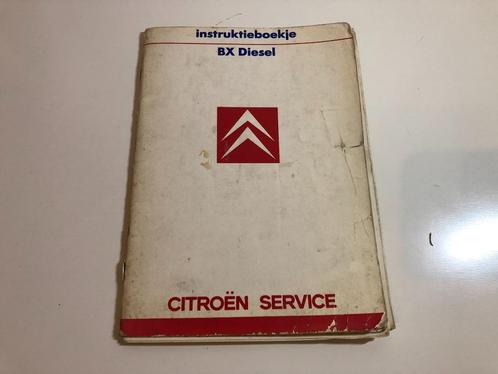 instruktieboekje
BX Diesel
CITROËN SERVICE